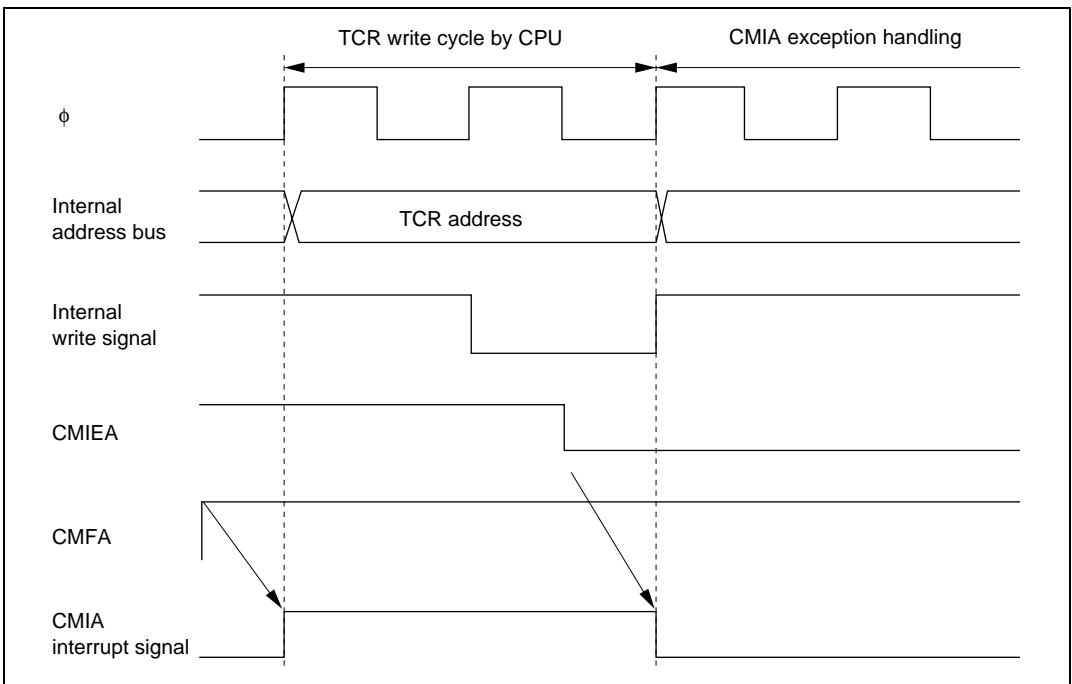 TCR write cycle by CPU
CMIA exception handling
ϕ
Internal
address bus
TCR address
Internal
write signal
CMIEA
CMFA
CMIA
interrupt signal